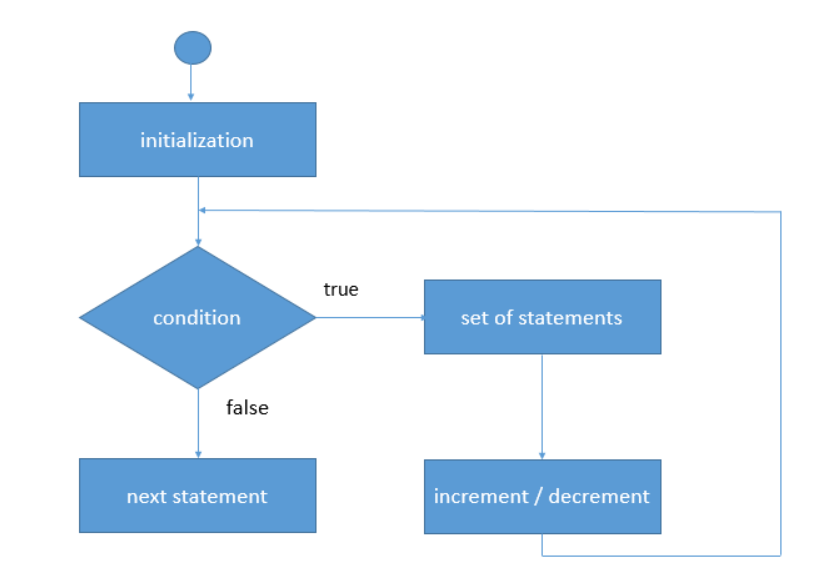 initialization
condition
true
set of statements
false
next statement
increment / decrement